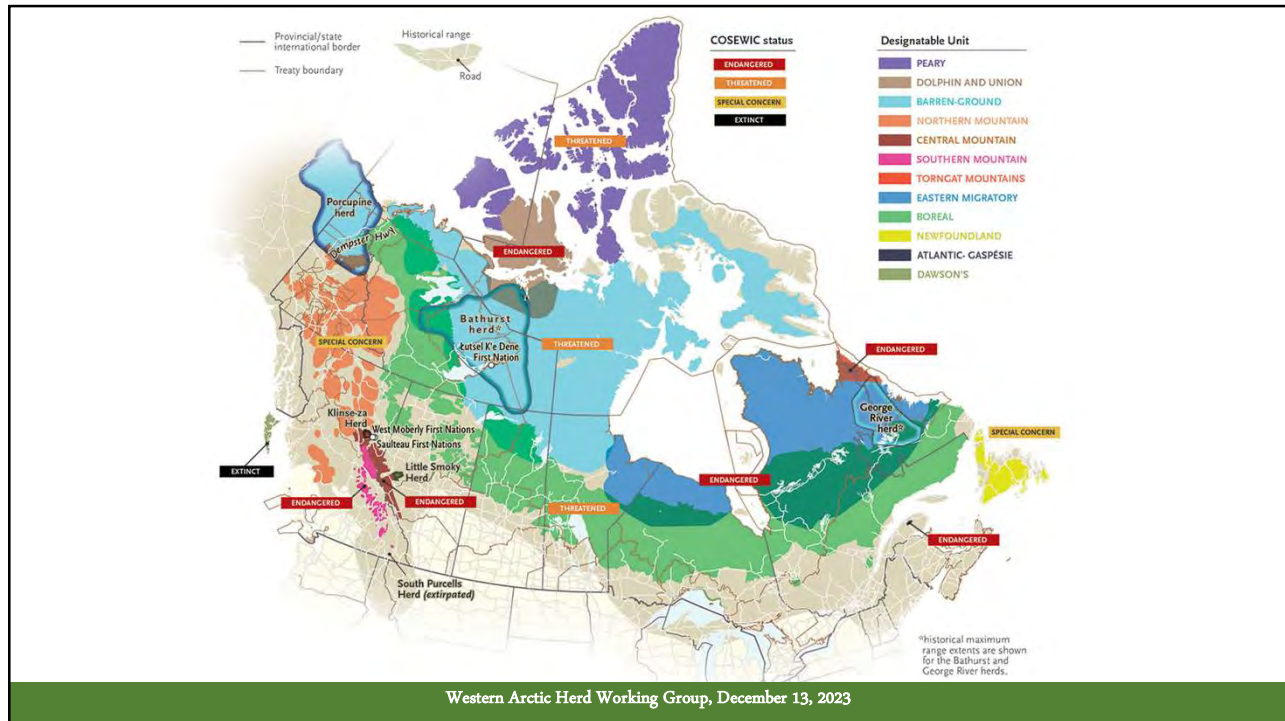 Provincial/state
international border
Treaty boundary
Historical range
Road
COSEWIC status
ENDANGERED
THREATENED
SPECIAL CONCERN
EXTINCT
Designatable Unit
PEARY
DOLPHIN AND UNION
BARREN-GROUND
NORTHERN MOUNTAIN
CENTRAL MOUNTAIN
SOUTHERN MOUNTAIN
TORNGAT MOUNTAINS
EASTERN MIGRATORY
BOREAL
NEWFOUNDLAND
ATLANTIC- GASPÉSIE
DAWSON'S
THREATENED
Porcupine
herd
Dempster Hwy
ENDANGERED
Bathurst
herd*
Łutsel K'e Dene
First Nation
SPECIAL CONCERN
THREATENED
ENDANGERED
George
River
herd*
Klinse-za
Herd
West Moberly First Nations
Saulteau First Nations
SPECIAL CONCERN
EXTINCT
Little Smoky
Herd
ENDANGERED
ENDANGERED
ENDANGERED
THREATENED
ENDANGERED
South Purcells
Herd (extirpated)
*historical maximum
range extents are shown
for the Bathurst and
George River herds.
Western Arctic Herd Working Group, December 13, 2023